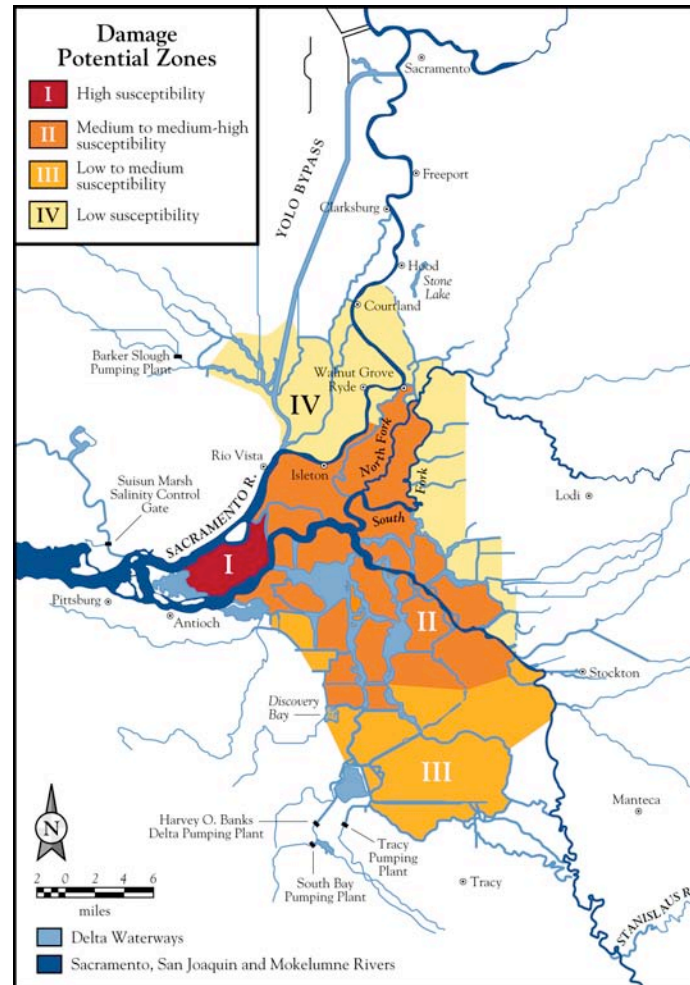 Damage
Potential Zones
I High susceptibility
II Medium to medium-high
susceptibility
III Low to medium
susceptibility
IV Low susceptibility
Sacramento
YOLO BYPASS
Freeport
Clarksburg
Hood
Stone
Lake
Courtland
Barker Slough
Pumping Plant
Walnut Grove
Ryde
IV
North Fork
Rio Vista
Isleton
Suisun Marsh
Salinity Control
Gate
SACRAMENTO R.
South Fork
Lodi
I
Pittsburg
Antioch
II
Stockton
Discovery
Bay
III
Manteca
N
Harvey O. Banks
Delta Pumping Plant
Tracy
Pumping
Plant
South Bay
Pumping Plant
Tracy
STANISLAUS R.
2 0 2 4 6
miles
Delta Waterways
Sacramento, San Joaquin and Mokelumne Rivers